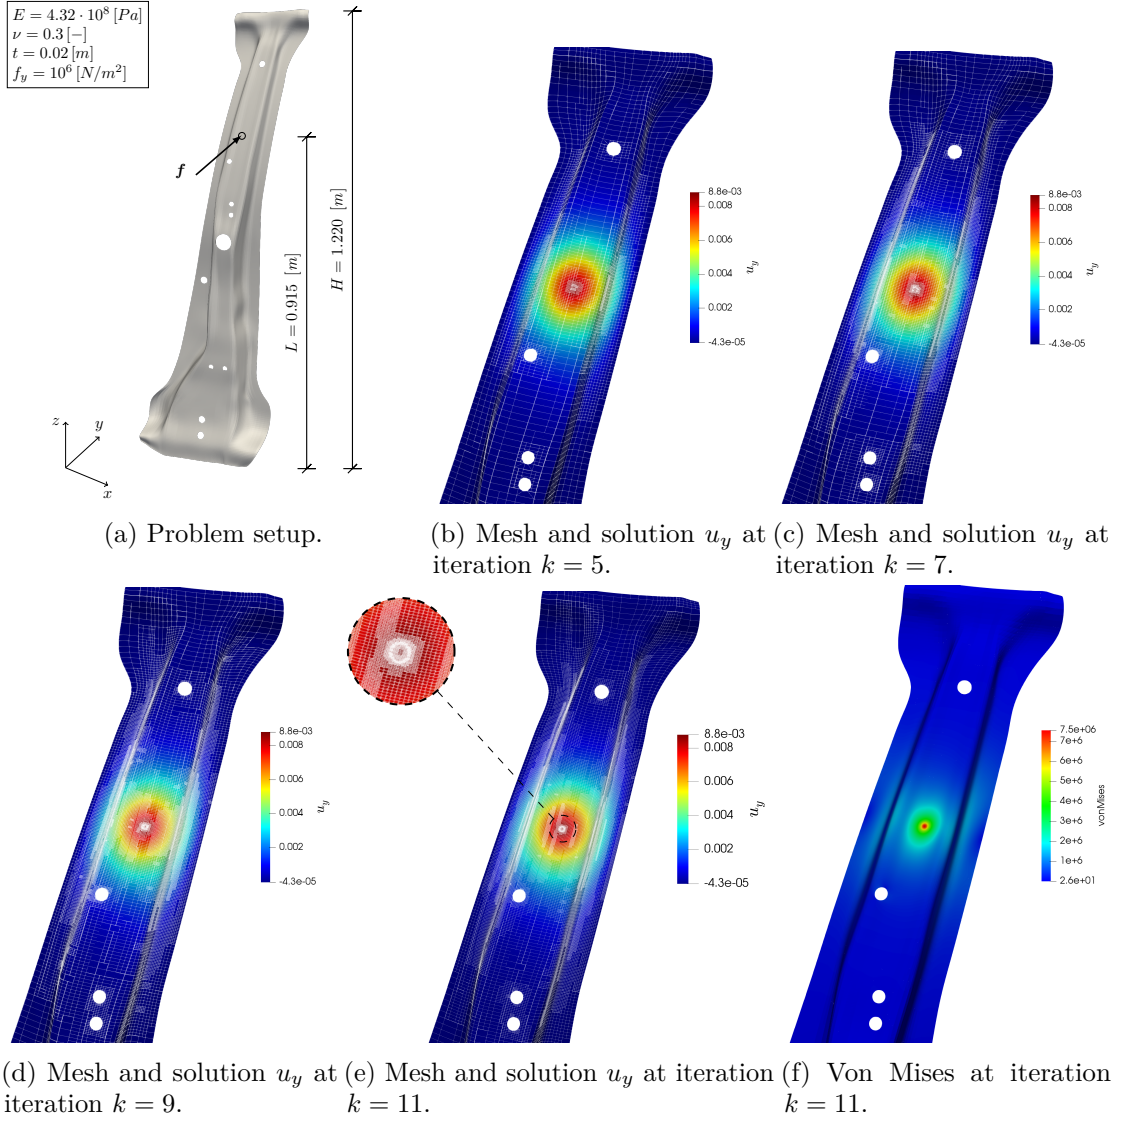 E = 4.32 · 10⁸ [Pa]
ν = 0.3 [−]
t = 0.02 [m]
f_y = 10⁶ [N/m²]
f
L = 0.915 [m]
H = 1.220 [m]
z
y
x
(a) Problem setup.
8.8e-03
0.008
0.006
0.004
0.002
-4.3e-05
u_y
(b) Mesh and solution u_y at
iteration k = 5.
8.8e-03
0.008
0.006
0.004
0.002
-4.3e-05
u_y
(c) Mesh and solution u_y at
iteration k = 7.
8.8e-03
0.008
0.006
0.004
0.002
-4.3e-05
u_y
(d) Mesh and solution u_y at
iteration k = 9.
8.8e-03
0.008
0.006
0.004
0.002
-4.3e-05
u_y
(e) Mesh and solution u_y at iteration
k = 11.
7.5e+06
7e+6
6e+6
5e+6
4e+6
3e+6
2e+6
1e+6
2.6e+01
vonMises
(f) Von Mises at iteration
k = 11.